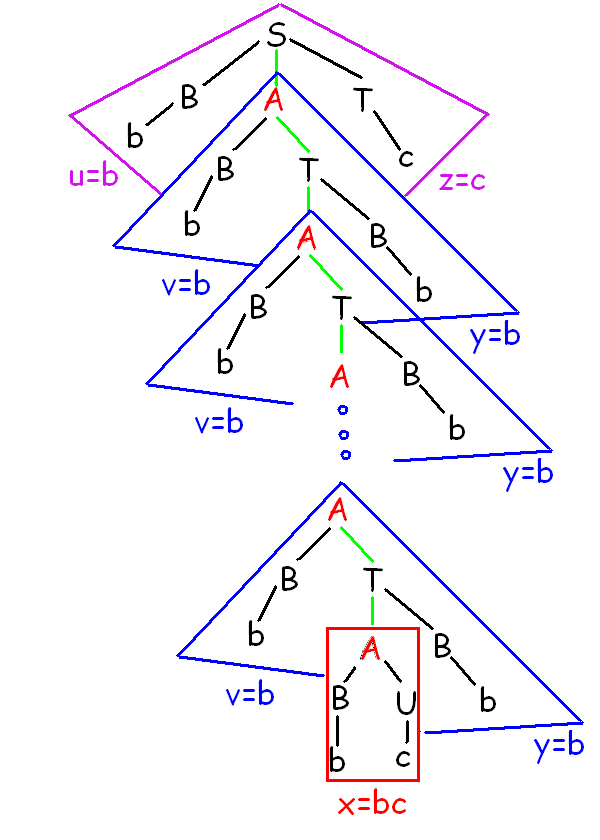 S
B A T
b c
u=b z=c
B T
b A B
v=b b
B T y=b
b A B
v=b b
y=b
A
B T
b A B
v=b B U b
b c y=b
x=bc